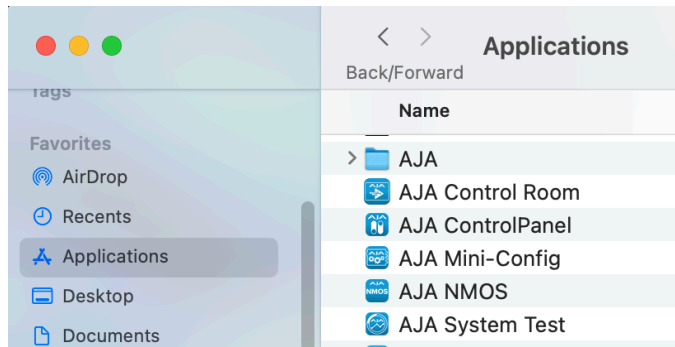 Applications
Back/Forward
Tags
Name
Favorites
AirDrop
Recents
Applications
Desktop
Documents
AJA
AJA Control Room
AJA ControlPanel
AJA Mini-Config
NMOS
AJA NMOS
AJA System Test